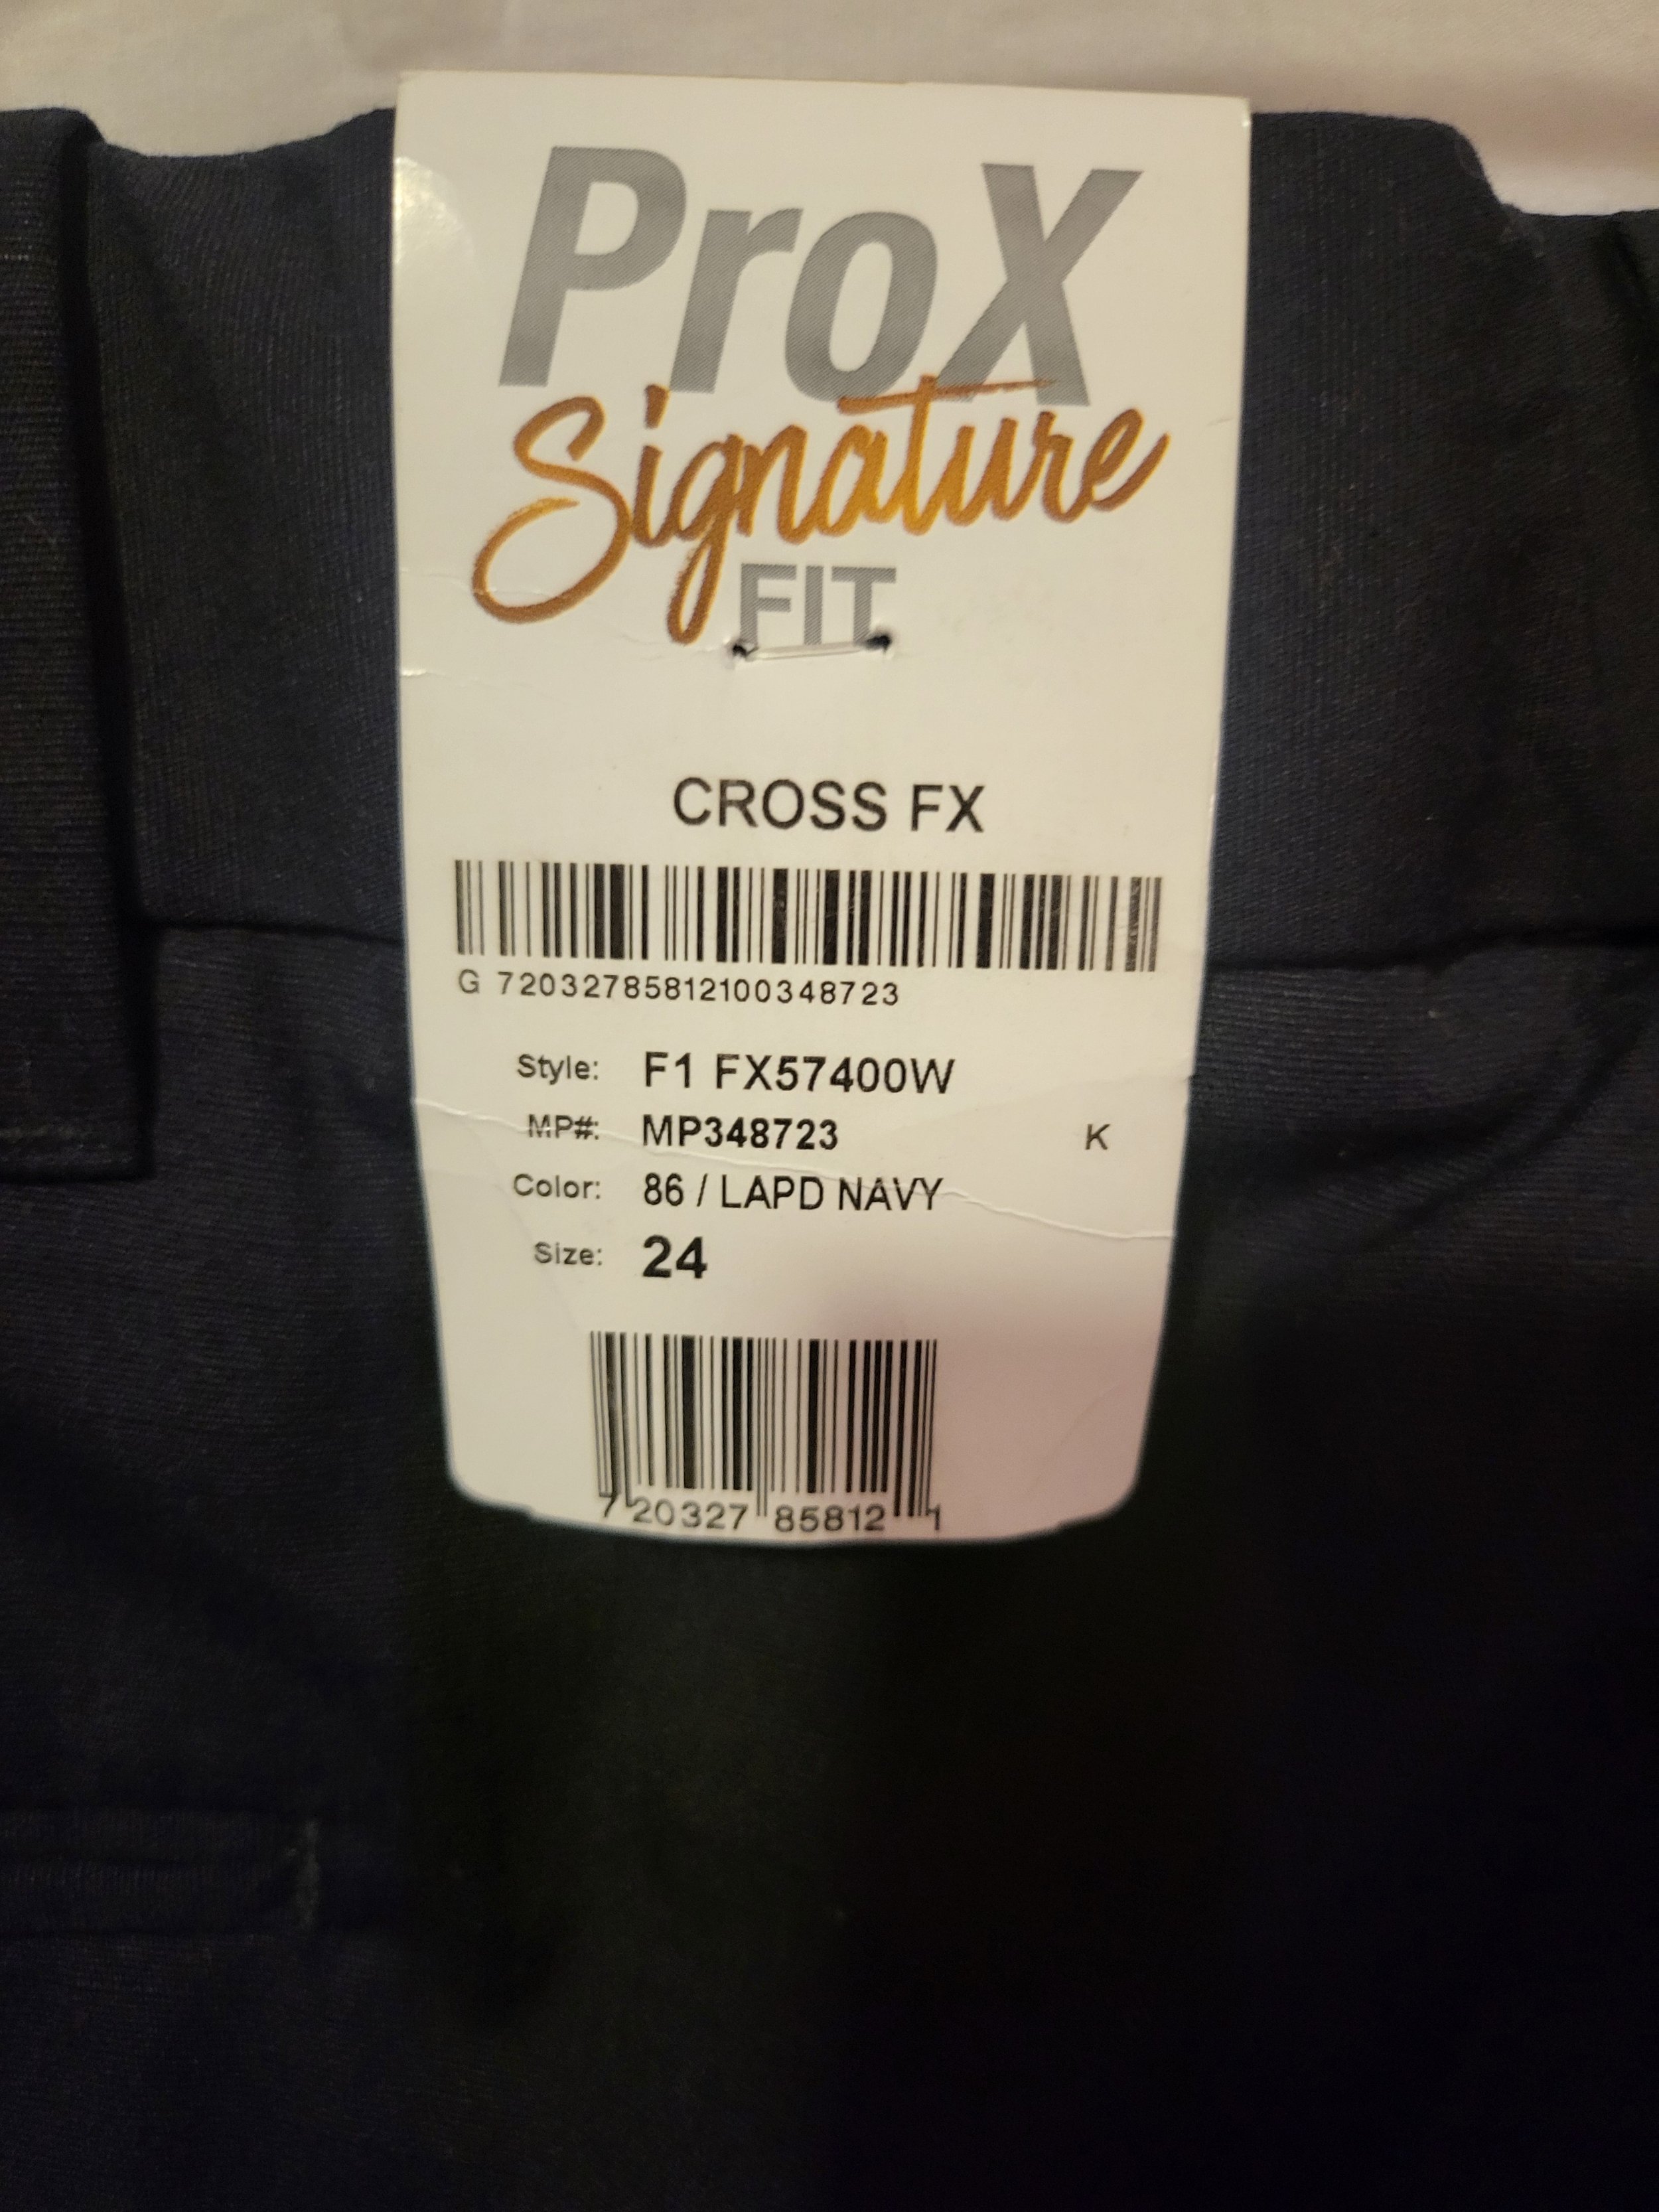 ProX
Signature
FIT
CROSS FX
G 72032785812100348723
Style: F1 FX57400W
MP#: MP348723 K
Color: 86 / LAPD NAVY
Size: 24
7 20327 85812 1